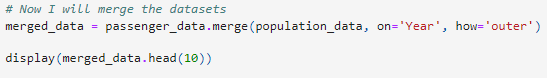 # Now I will merge the datasets
merged_data = passenger_data.merge(population_data, on='Year', how='outer')
display(merged_data.head(10))